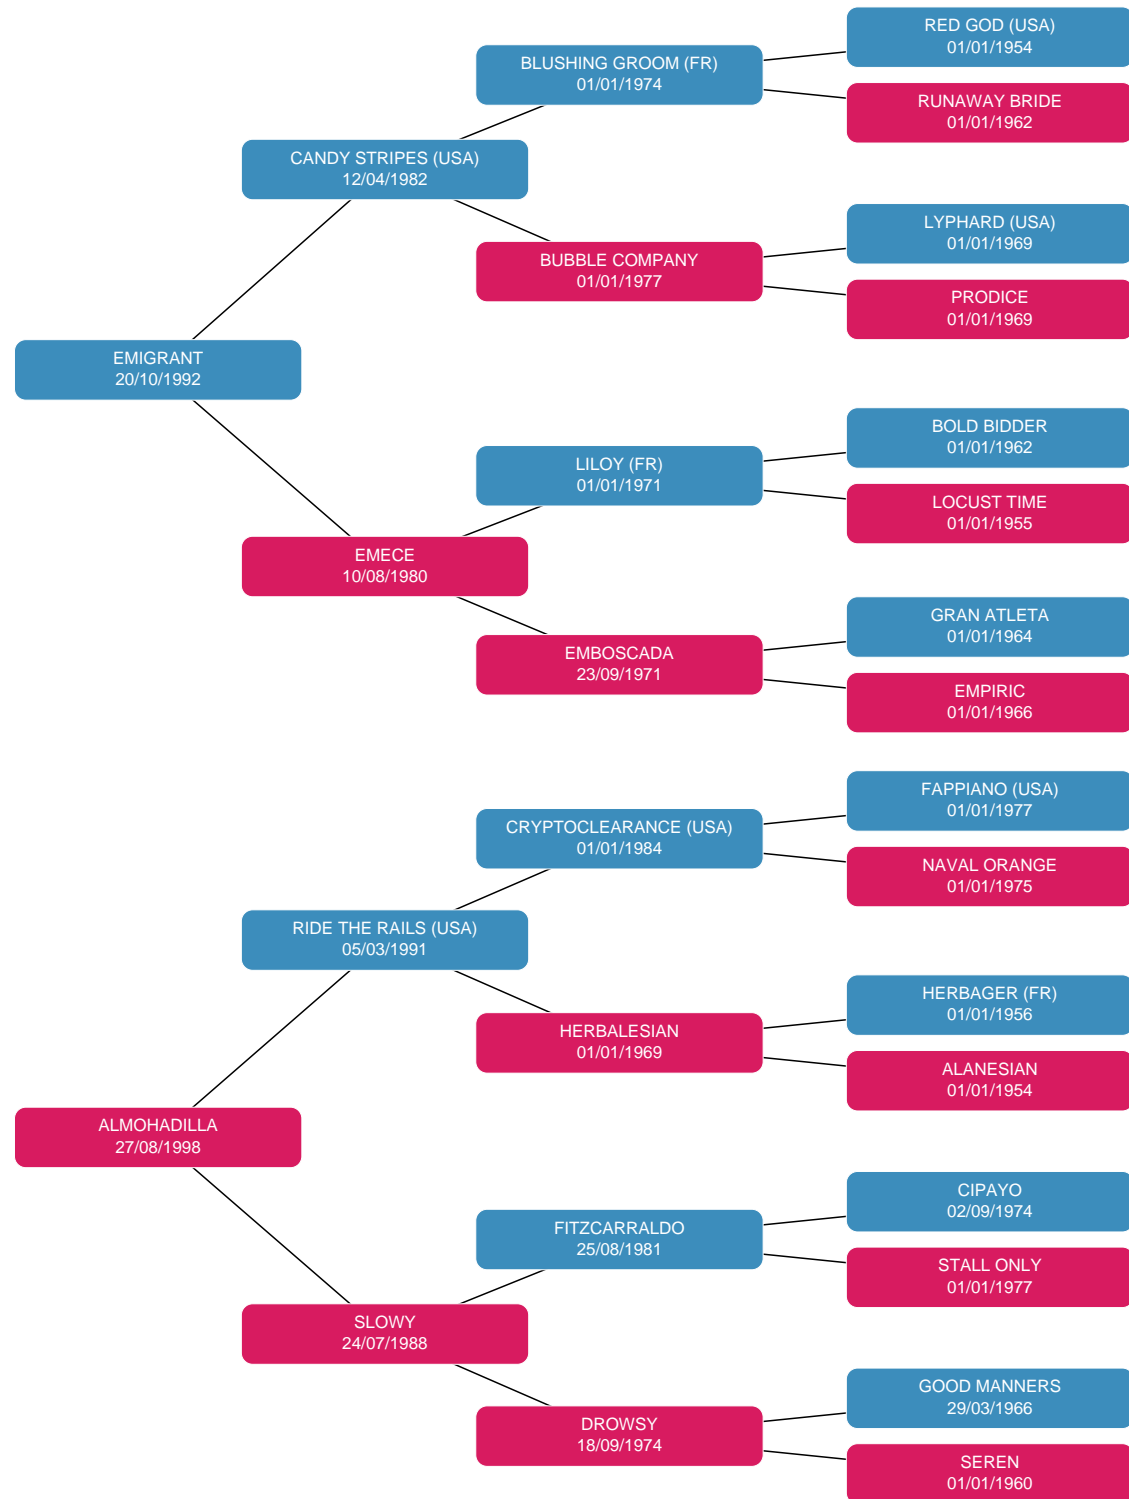 RED GOD (USA)
01/01/1954
BLUSHING GROOM (FR)
01/01/1974
RUNAWAY BRIDE
01/01/1962
CANDY STRIPES (USA)
12/04/1982
LYPHARD (USA)
01/01/1969
BUBBLE COMPANY
01/01/1977
PRODICE
01/01/1969
EMIGRANT
20/10/1992
BOLD BIDDER
01/01/1962
LILOY (FR)
01/01/1971
LOCUST TIME
01/01/1955
EMECE
10/08/1980
GRAN ATLETA
01/01/1964
EMBOSCADA
23/09/1971
EMPIRIC
01/01/1966
FAPPIANO (USA)
01/01/1977
CRYPTOCLEARANCE (USA)
01/01/1984
NAVAL ORANGE
01/01/1975
RIDE THE RAILS (USA)
05/03/1991
HERBAGER (FR)
01/01/1956
HERBALESIAN
01/01/1969
ALANESIAN
01/01/1954
ALMOHADILLA
27/08/1998
CIPAYO
02/09/1974
FITZCARRALDO
25/08/1981
STALL ONLY
01/01/1977
SLOWY
24/07/1988
GOOD MANNERS
29/03/1966
DROWSY
18/09/1974
SEREN
01/01/1960